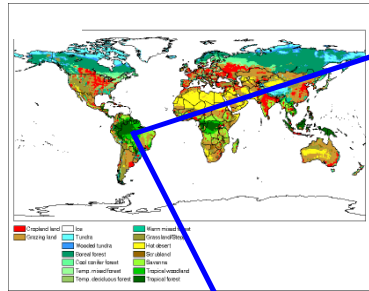 Cropland land Ice Warm mixed forest
Grazing land Tundra Grassland/Steppe
Wooded tundra Hot desert
Boreal forest Scrubland
Cool conifer forest Savanna
Temp. mixed forest Tropical woodland
Temp. deciduous forest Tropical forest